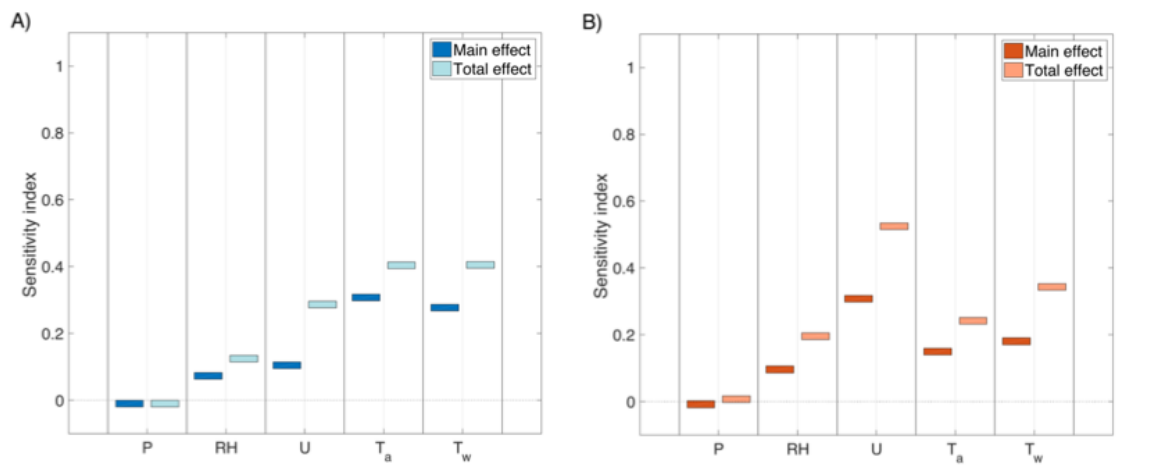 A)
Sensitivity index
1
0.8
0.6
0.4
0.2
0
Main effect
Total effect
P RH U Ta Tw
B)
Sensitivity index
1
0.8
0.6
0.4
0.2
0
Main effect
Total effect
P RH U Ta Tw